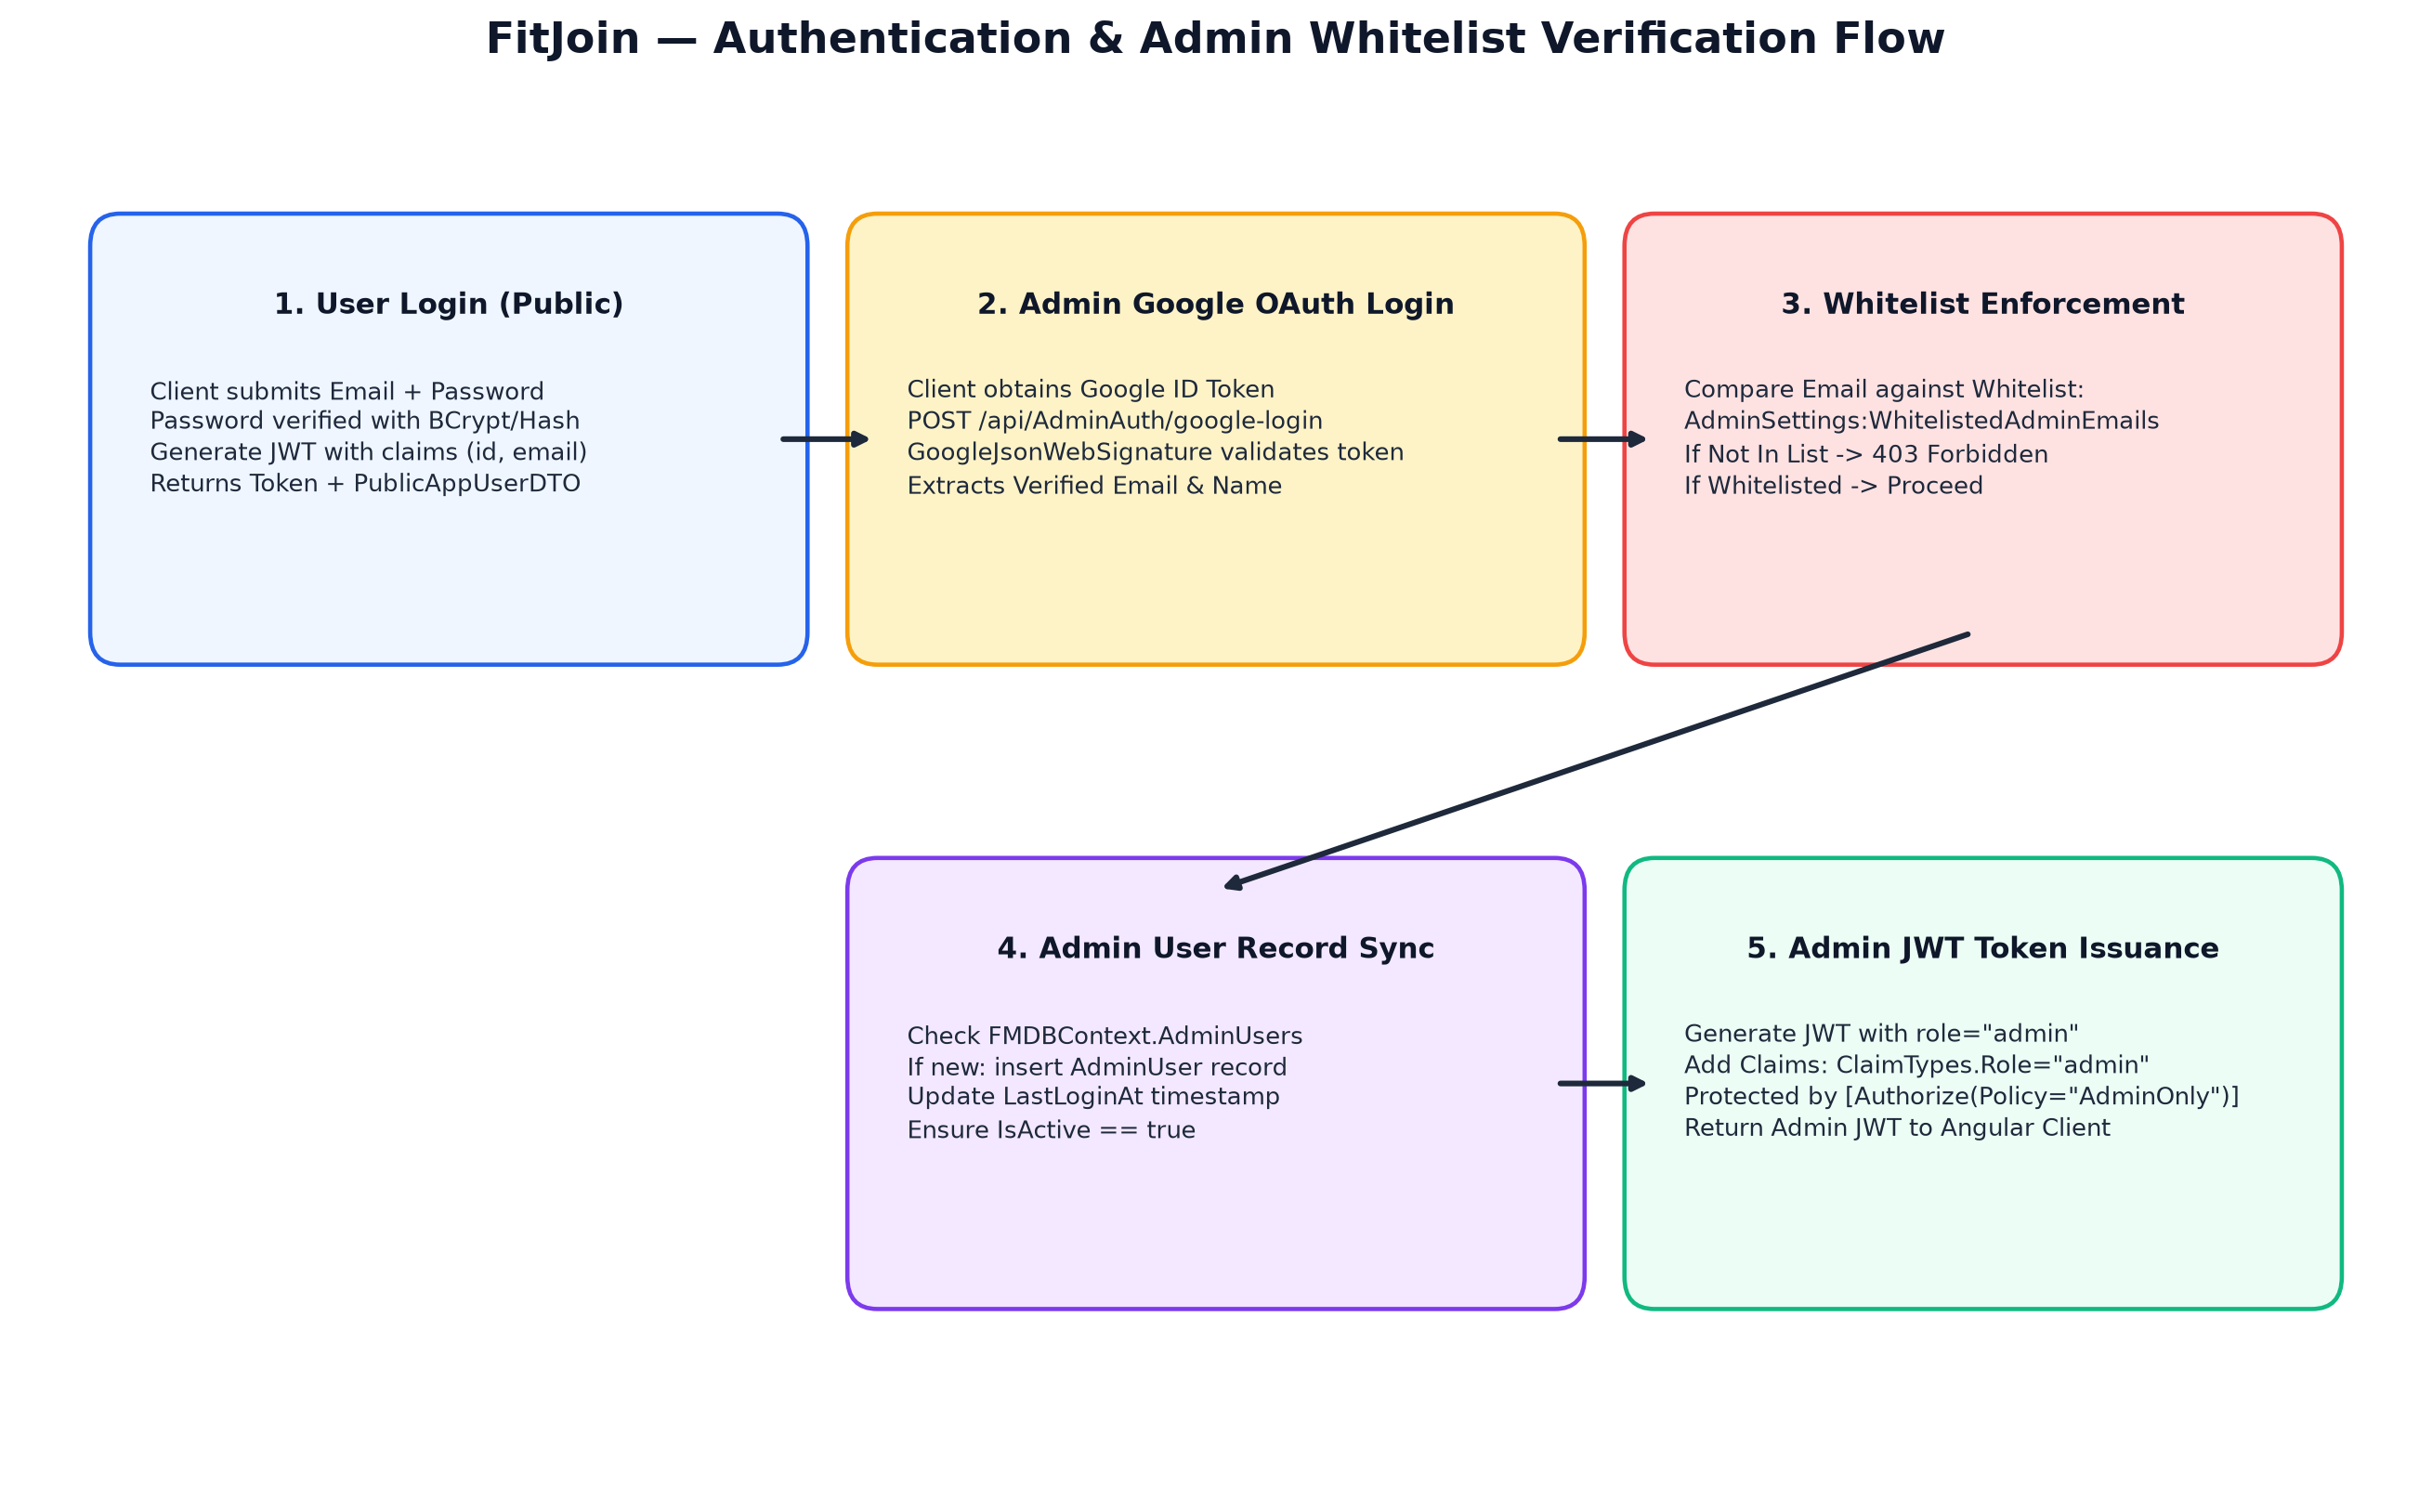 FitJoin — Authentication & Admin Whitelist Verification Flow
1. User Login (Public)
Client submits Email + Password
Password verified with BCrypt/Hash
Generate JWT with claims (id, email)
Returns Token + PublicAppUserDTO
2. Admin Google OAuth Login
Client obtains Google ID Token
POST /api/AdminAuth/google-login
GoogleJsonWebSignature validates token
Extracts Verified Email & Name
3. Whitelist Enforcement
Compare Email against Whitelist:
AdminSettings:WhitelistedAdminEmails
If Not In List -> 403 Forbidden
If Whitelisted -> Proceed
4. Admin User Record Sync
Check FMDBContext.AdminUsers
If new: insert AdminUser record
Update LastLoginAt timestamp
Ensure IsActive == true
5. Admin JWT Token Issuance
Generate JWT with role="admin"
Add Claims: ClaimTypes.Role="admin"
Protected by [Authorize(Policy="AdminOnly")]
Return Admin JWT to Angular Client